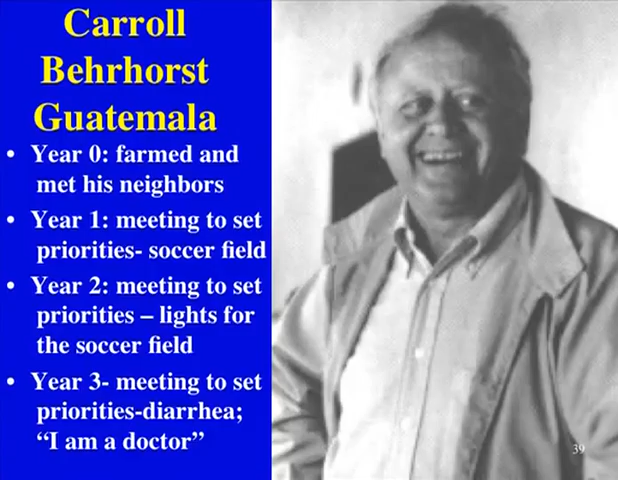 Carroll
Behrhorst
Guatemala
• Year 0: farmed and
met his neighbors
• Year 1: meeting to set
priorities- soccer field
• Year 2: meeting to set
priorities – lights for
the soccer field
• Year 3- meeting to set
priorities-diarrhea;
“I am a doctor”
39